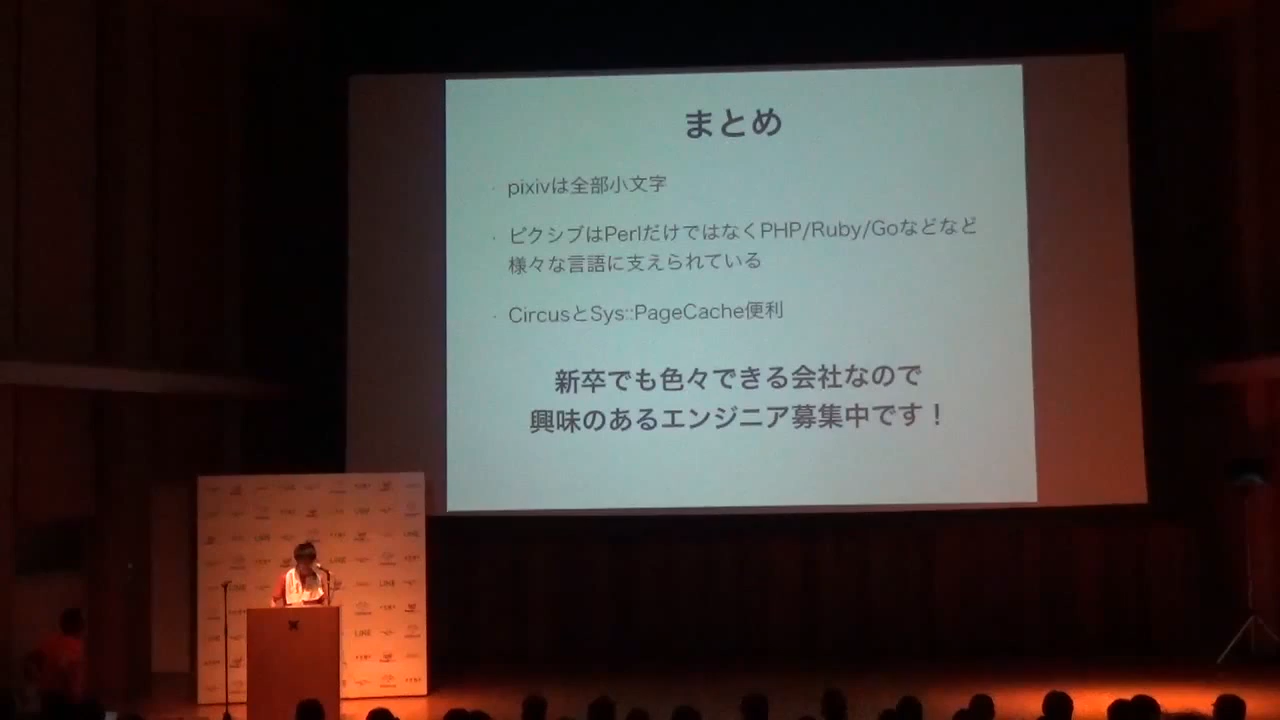 まとめ
pixivは全部小文字
ピクシブはPerlだけではなくPHP/Ruby/Goなどなど
様々な言語に支えられている
CircusとSys::PageCache便利
新卒でも色々できる会社なので
興味のあるエンジニア募集中です！